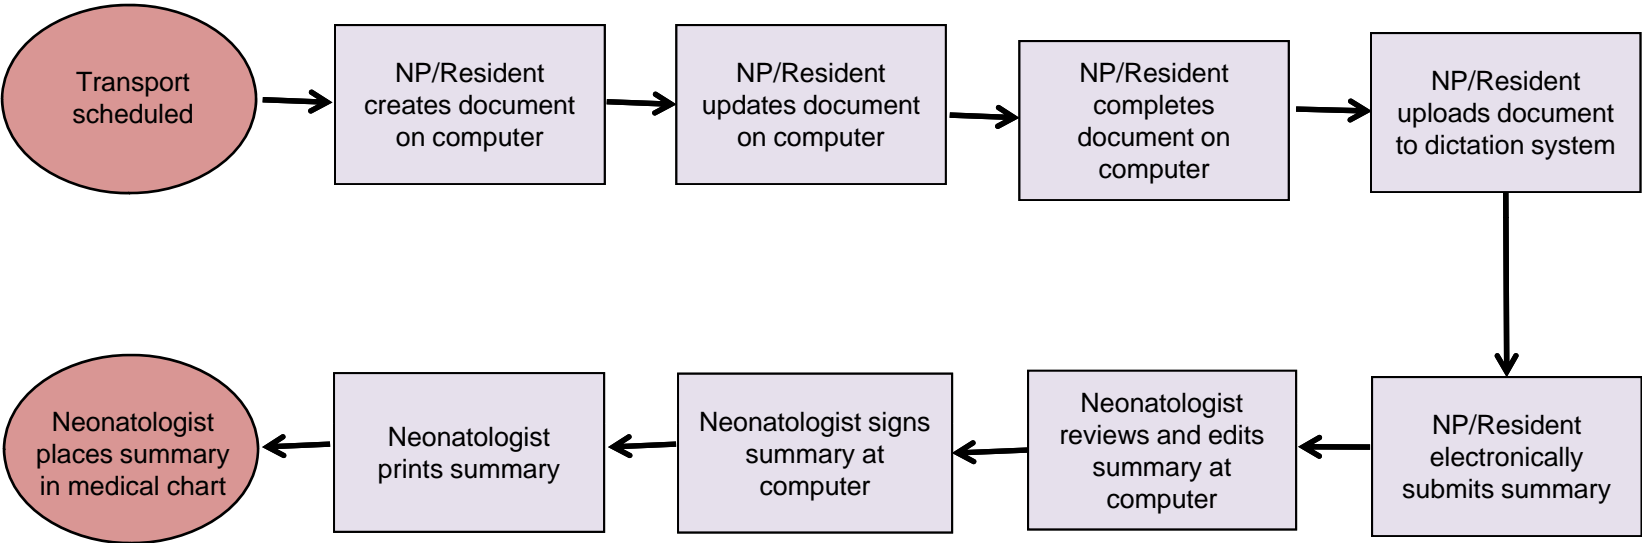 Transport
scheduled
NP/Resident
creates document
on computer
NP/Resident
updates document
on computer
NP/Resident
completes
document on
computer
NP/Resident
uploads document
to dictation system
NP/Resident
electronically
submits summary
Neonatologist
reviews and edits
summary at
computer
Neonatologist signs
summary at
computer
Neonatologist
prints summary
Neonatologist
places summary
in medical chart